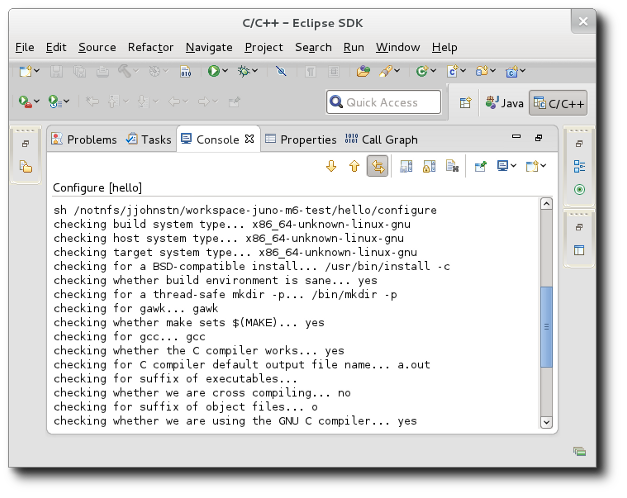 C/C++ – Eclipse SDK
File Edit Source Refactor Navigate Project Search Run Window Help
Quick Access Java C/C++
Problems Tasks Console Properties Call Graph
Configure [hello]
sh /notnfs/jjohnstn/workspace-juno-m6-test/hello/configure
checking build system type... x86_64-unknown-linux-gnu
checking host system type... x86_64-unknown-linux-gnu
checking target system type... x86_64-unknown-linux-gnu
checking for a BSD-compatible install... /usr/bin/install -c
checking whether build environment is sane... yes
checking for a thread-safe mkdir -p... /bin/mkdir -p
checking for gawk... gawk
checking whether make sets $(MAKE)... yes
checking for gcc... gcc
checking whether the C compiler works... yes
checking for C compiler default output file name... a.out
checking for suffix of executables...
checking whether we are cross compiling... no
checking for suffix of object files... o
checking whether we are using the GNU C compiler... yes